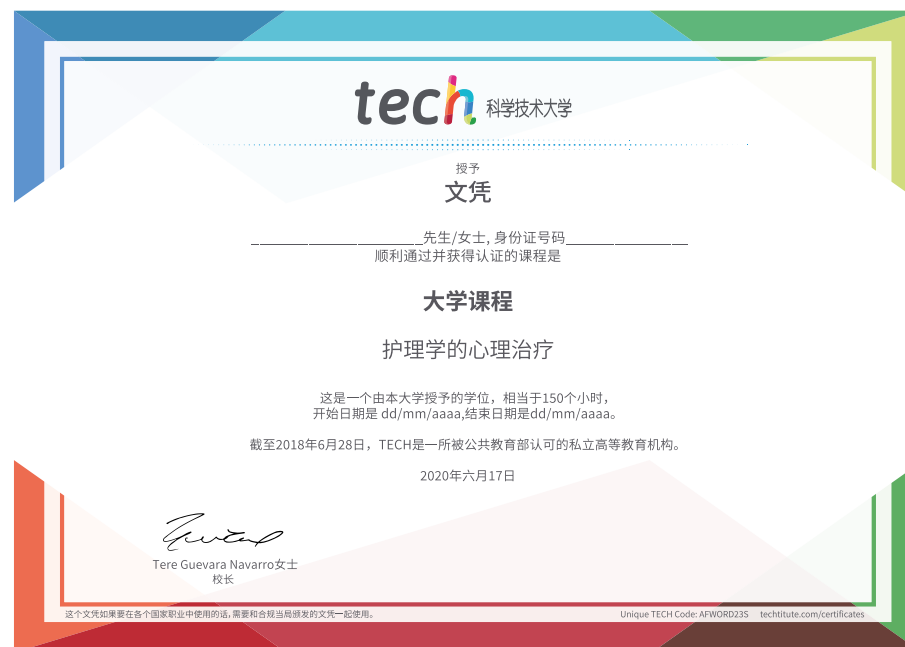 tech 科学技术大学
授予
文凭
______________________先生/女士, 身份证号码_______________
顺利通过并获得认证的课程是
大学课程
护理学的心理治疗
这是一个由本大学授予的学位，相当于150个小时，
开始日期是 dd/mm/aaaa,结束日期是dd/mm/aaaa。
截至2018年6月28日，TECH是一所被公共教育部认可的私立高等教育机构。
2020年六月17日
Tere Guevara Navarro女士
校长
这个文凭如果要在各个国家职业中使用的话,需要和合规当局颁发的文凭一起使用。
Unique TECH Code: AFWORD23S techtitute.com/certificates